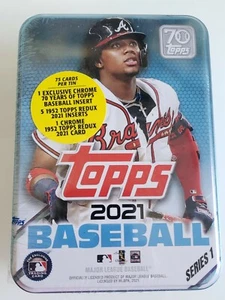 70
TOPPS
75 CARDS
PER TIN
1 EXCLUSIVE CHROME
70 YEARS OF TOPPS
BASEBALL INSERT
5 1952 TOPPS REDUX
2021 INSERTS
1 CHROME
1952 TOPPS REDUX
2021 CARD
Braves
topps
2021
BASEBALL
SERIES 1
MAJOR LEAGUE BASEBALL